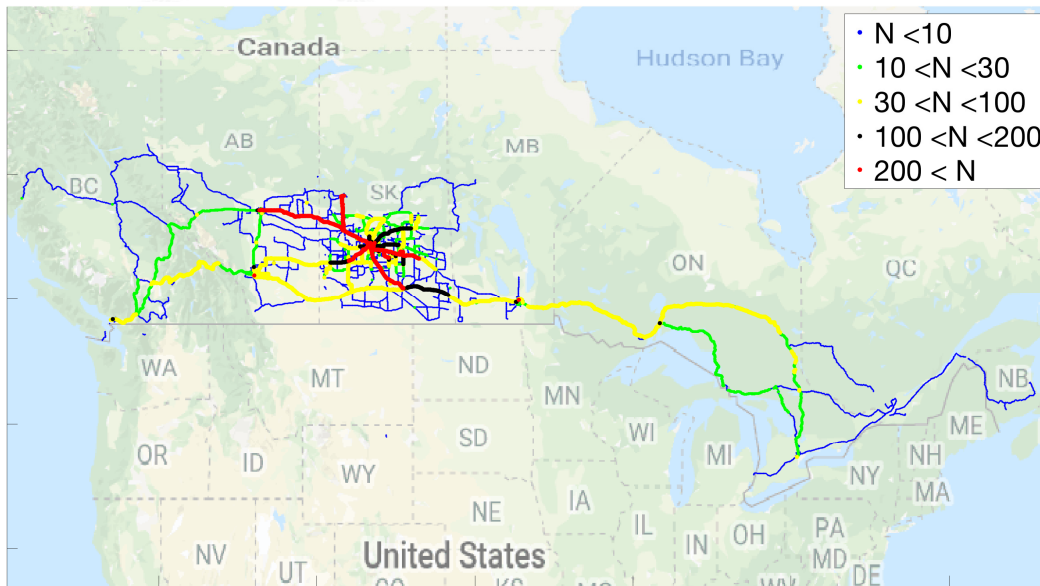 N <10
10 <N <30
30 <N <100
100 <N <200
200 < N
Canada
Hudson Bay
AB
MB
BC
SK
ON
QC
WA
MT
ND
MN
NB
OR
ID
SD
WI
MI
ME
WY
NY
NH
MA
NE
IA
NV
UT
United States
IL
IN
OH
PA
MD
DE